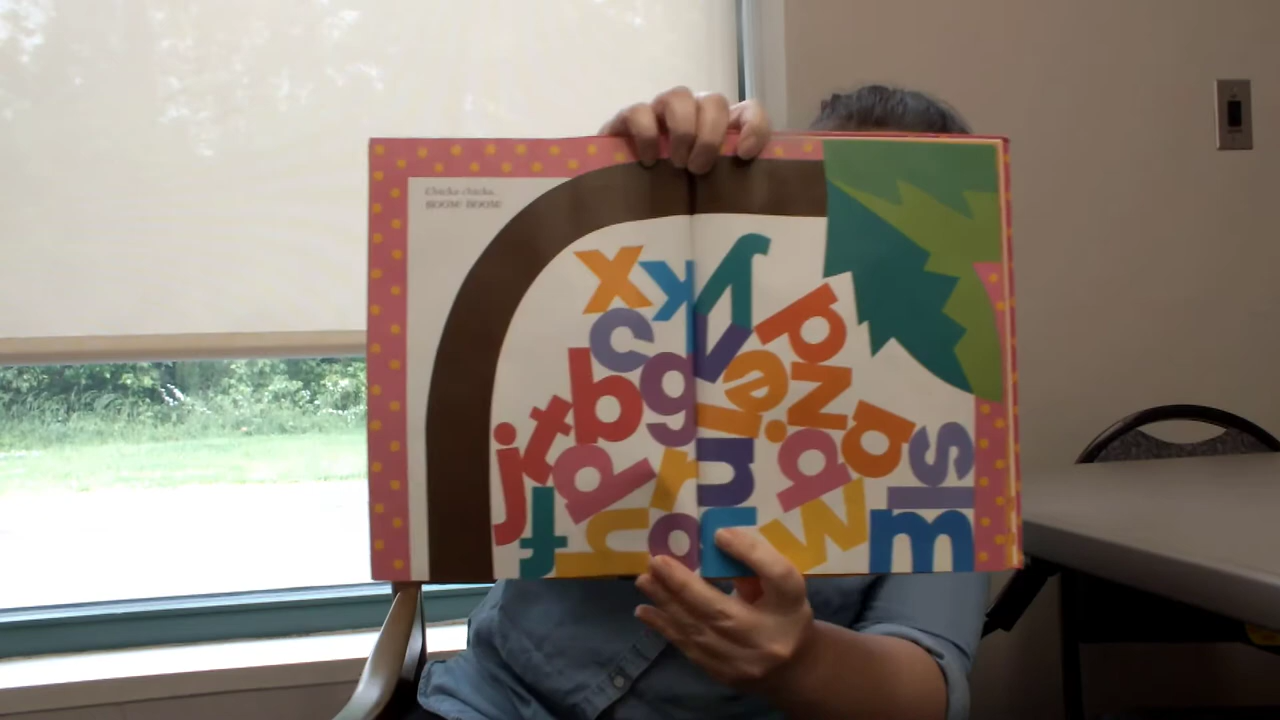 Chicka chicka...
BOOM! BOOM!
x k y
c v p
b g e z
j t d r l n i a q s
f h o u w l m